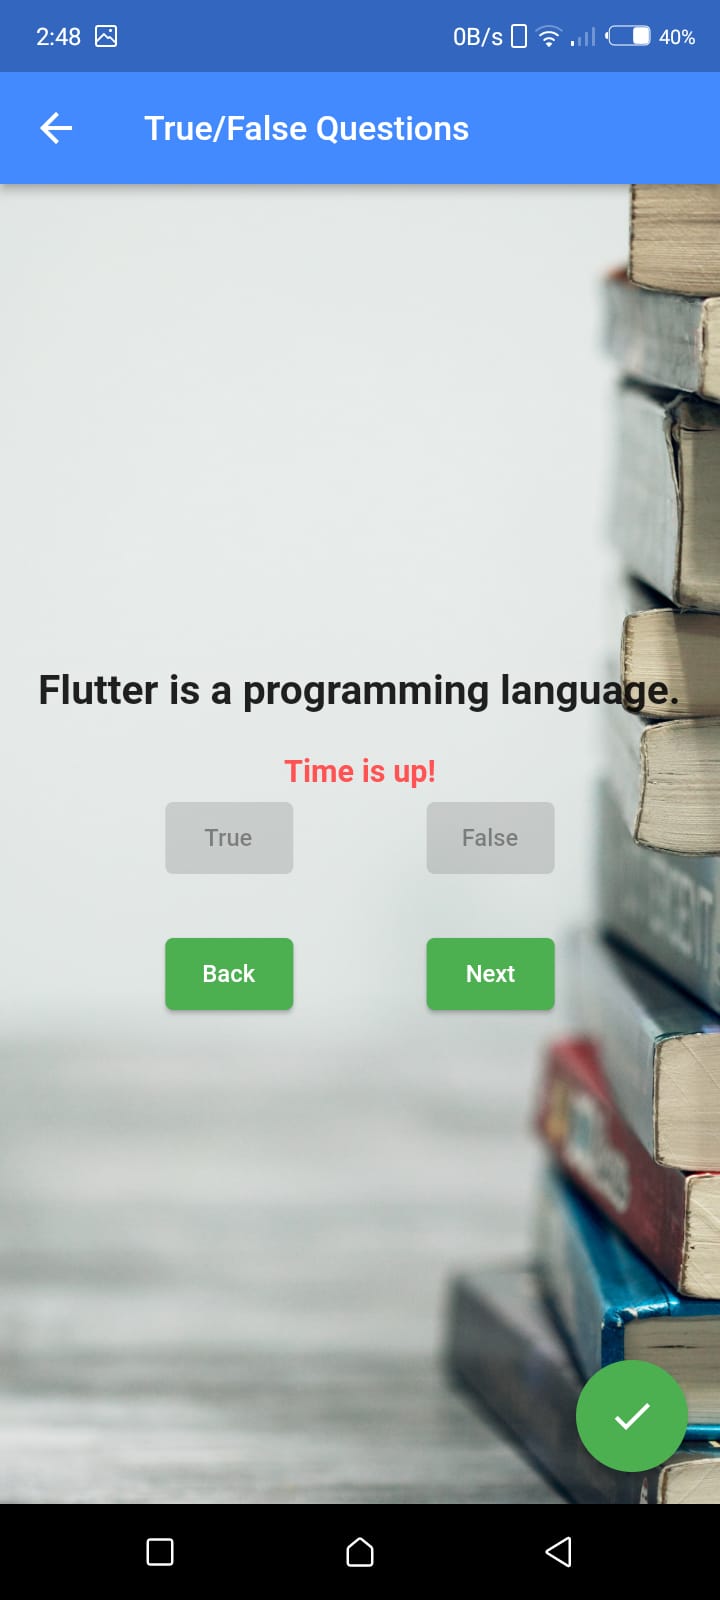 2:48 0B/s 40%
True/False Questions
Flutter is a programming language.
Time is up!
True False
Back Next